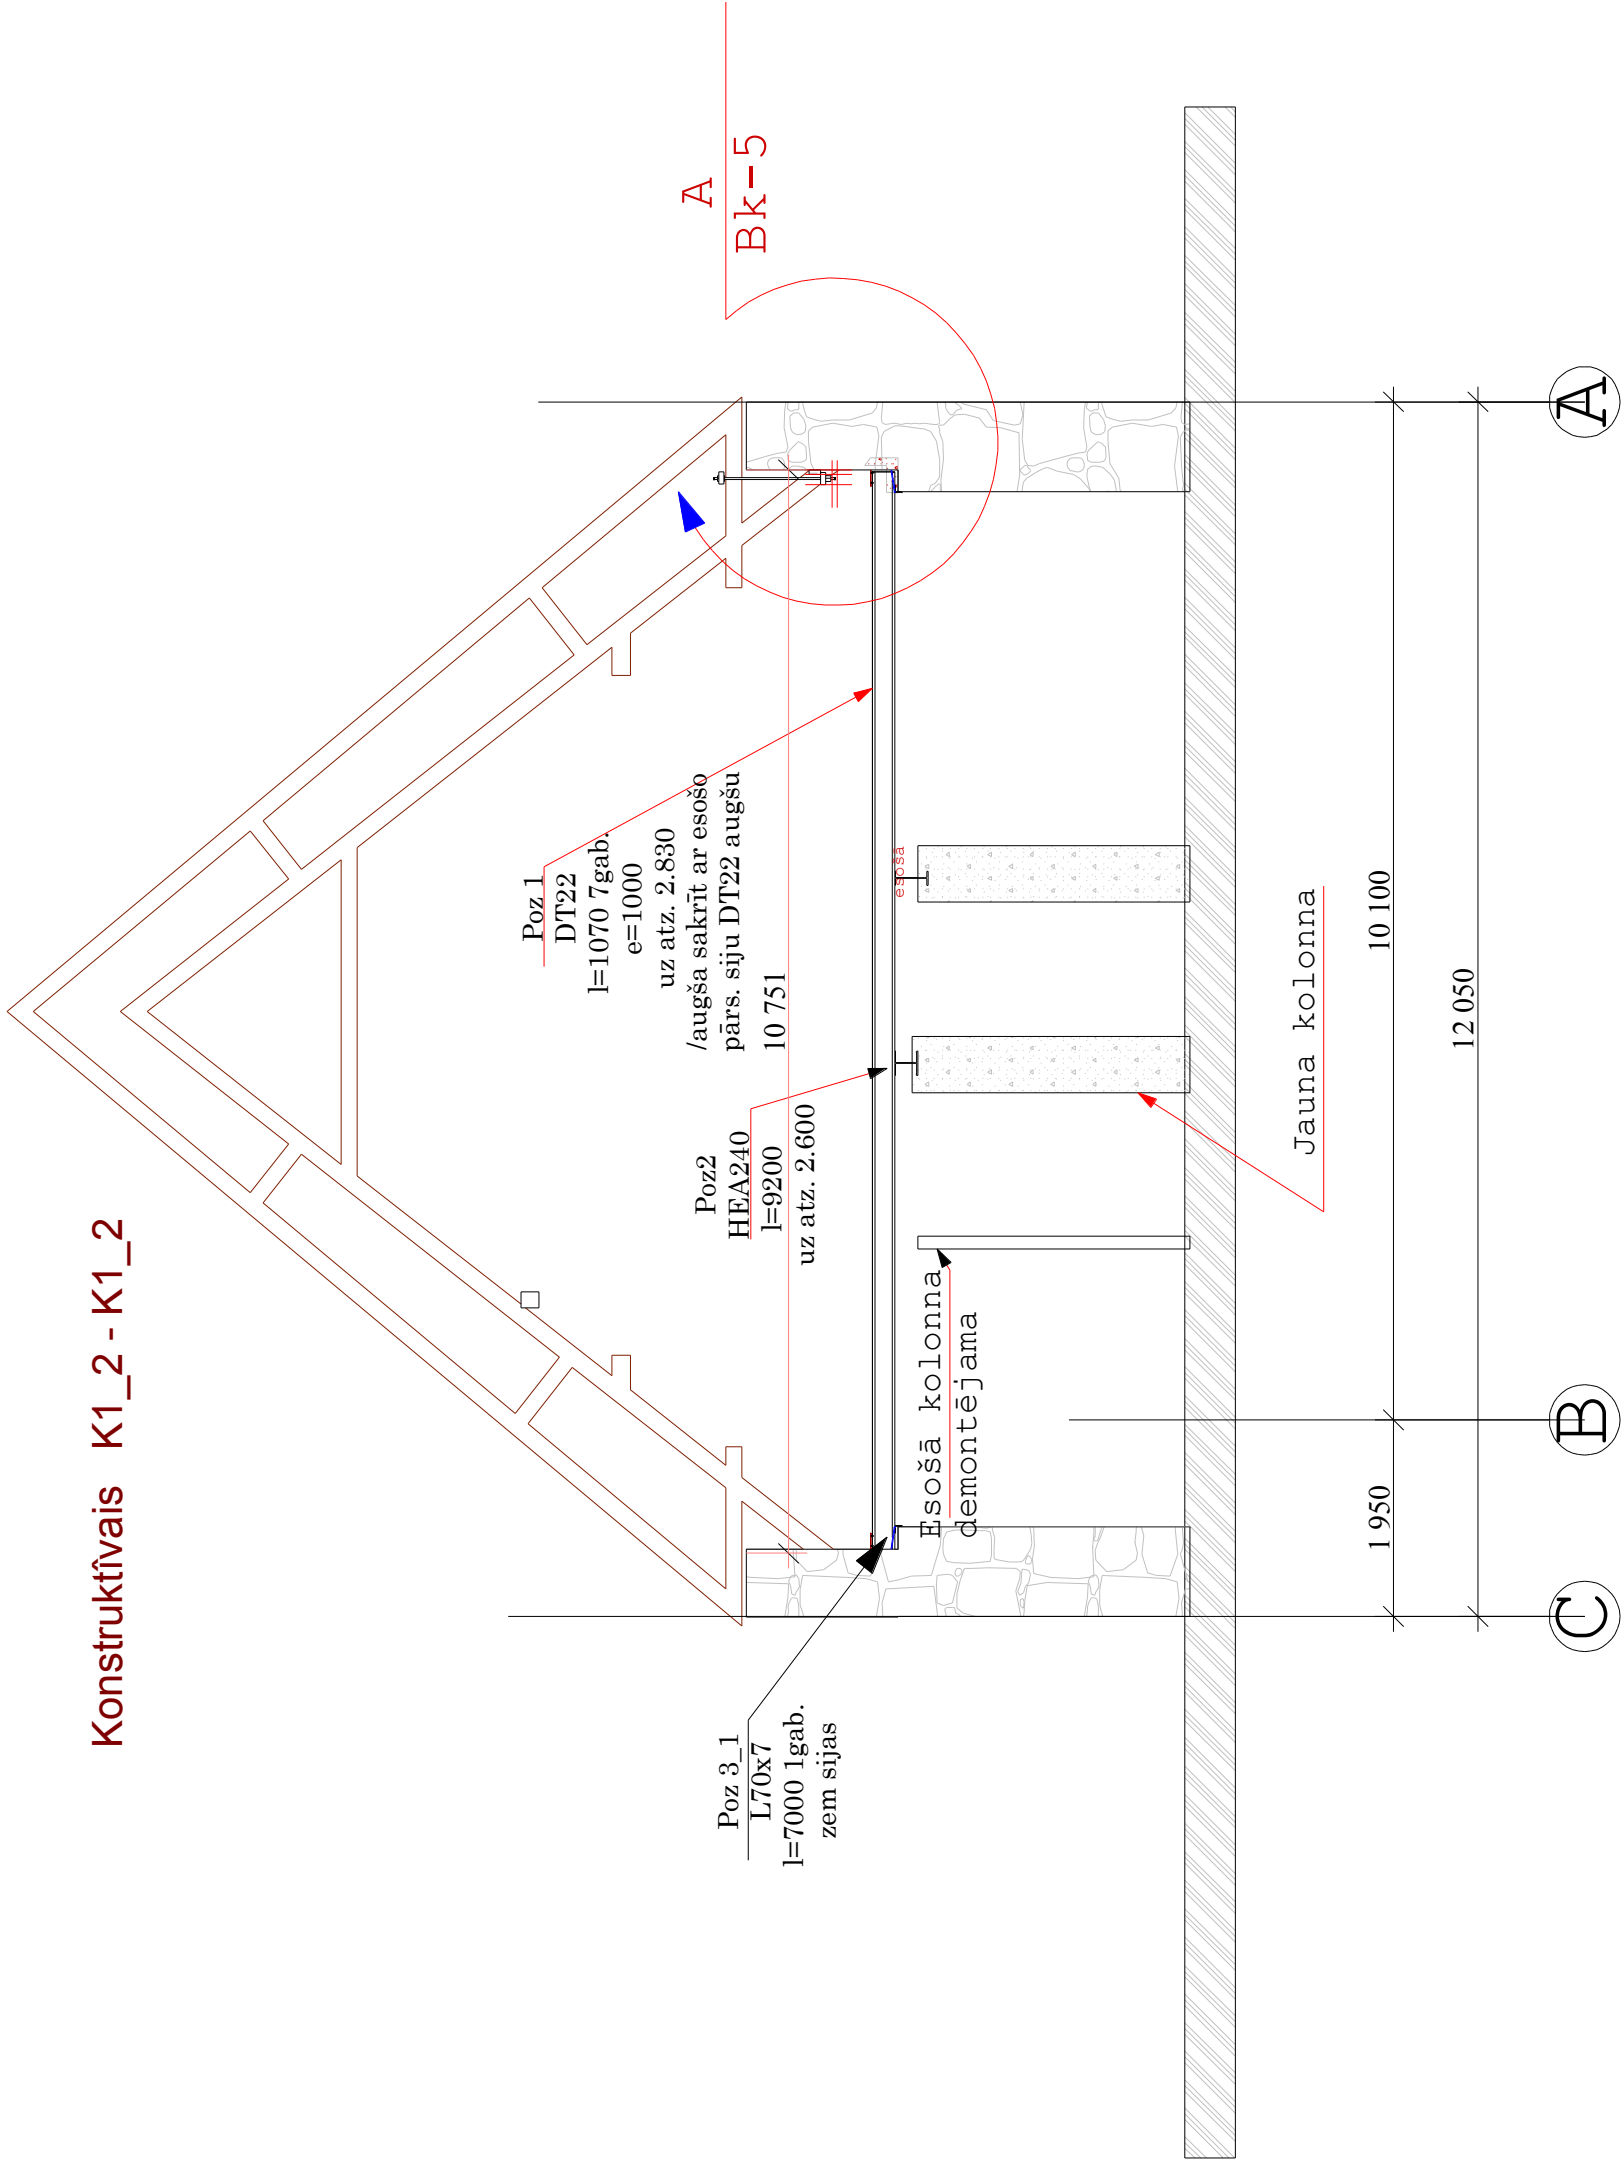 Konstruktīvais K1_2 - K1_2
Poz 1
DT22
l=1070 7gab.
e=1000
uz atz. 2.830
/augša sakrīt ar esošo
pārs. siju DT22 augšu
10 751
A
Bk-5
Poz2
HEA240
l=9200
uz atz. 2.600
Poz 3_1
L70x7
l=7000 1gab.
zem sijas
esošā
Esošā kolonna
demontējama
Jauna kolonna
1 950
10 100
12 050
C
B
A